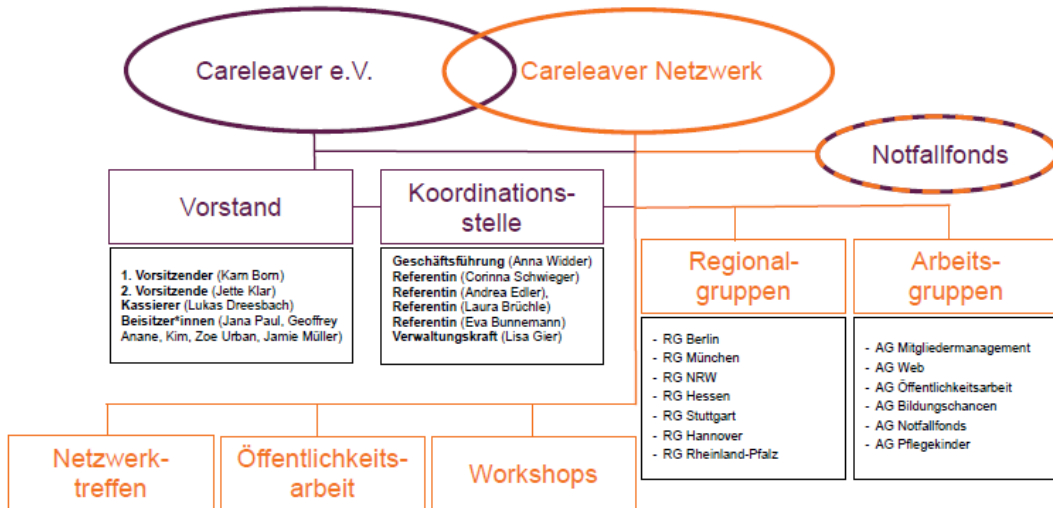 Careleaver e.V.
Careleaver Netzwerk
Notfallfonds
Vorstand
1. Vorsitzender (Kam Born)
2. Vorsitzende (Jette Klar)
Kassierer (Lukas Dreesbach)
Beisitzer*innen (Jana Paul, Geoffrey
Anane, Kim, Zoe Urban, Jamie Müller)
Koordinations-
stelle
Geschäftsführung (Anna Widder)
Referentin (Corinna Schwieger)
Referentin (Andrea Edler),
Referentin (Laura Brüchle)
Referentin (Eva Bunnemann)
Verwaltungskraft (Lisa Gier)
Regional-
gruppen
- RG Berlin
- RG München
- RG NRW
- RG Hessen
- RG Stuttgart
- RG Hannover
- RG Rheinland-Pfalz
Arbeits-
gruppen
- AG Mitgliedermanagement
- AG Web
- AG Öffentlichkeitsarbeit
- AG Bildungschancen
- AG Notfallfonds
- AG Pflegekinder
Netzwerk-
treffen
Öffentlichkeits-
arbeit
Workshops